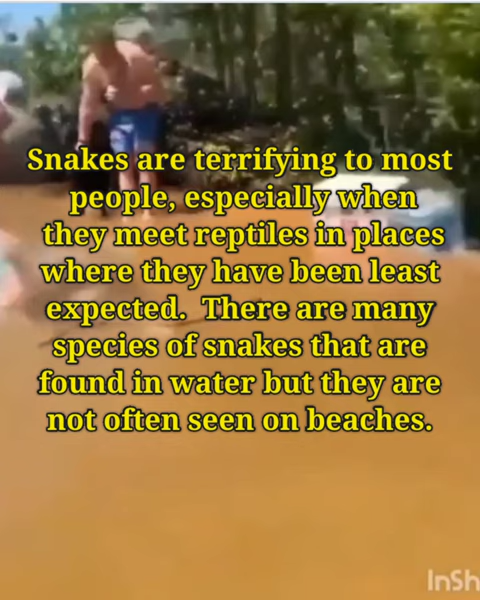 Snakes are terrifying to most
people, especially when
they meet reptiles in places
where they have been least
expected. There are many
species of snakes that are
found in water but they are
not often seen on beaches.
InSh